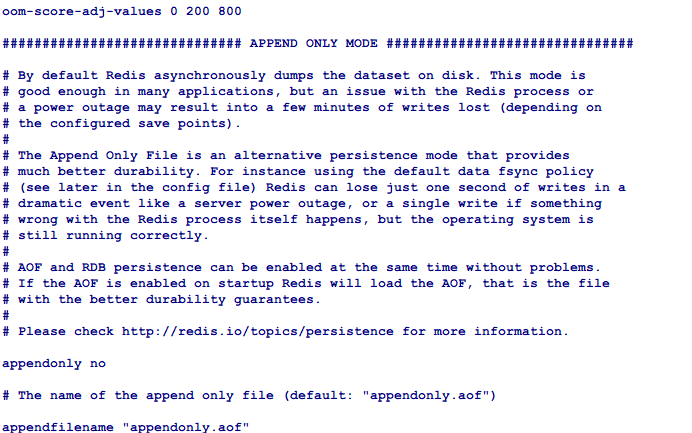 oom-score-adj-values 0 200 800
############################## APPEND ONLY MODE ###############################
# By default Redis asynchronously dumps the dataset on disk. This mode is
# good enough in many applications, but an issue with the Redis process or
# a power outage may result into a few minutes of writes lost (depending on
# the configured save points).
#
# The Append Only File is an alternative persistence mode that provides
# much better durability. For instance using the default data fsync policy
# (see later in the config file) Redis can lose just one second of writes in a
# dramatic event like a server power outage, or a single write if something
# wrong with the Redis process itself happens, but the operating system is
# still running correctly.
#
# AOF and RDB persistence can be enabled at the same time without problems.
# If the AOF is enabled on startup Redis will load the AOF, that is the file
# with the better durability guarantees.
#
# Please check http://redis.io/topics/persistence for more information.
appendonly no
# The name of the append only file (default: "appendonly.aof")
appendfilename "appendonly.aof"